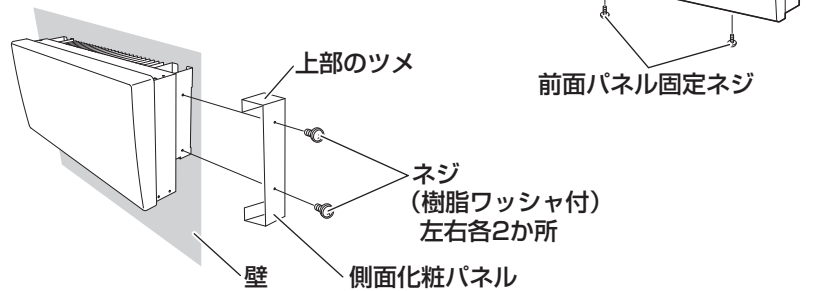 上部のツメ
前面パネル固定ネジ
ネジ
（樹脂ワッシャ付）
左右各2か所
壁
側面化粧パネル